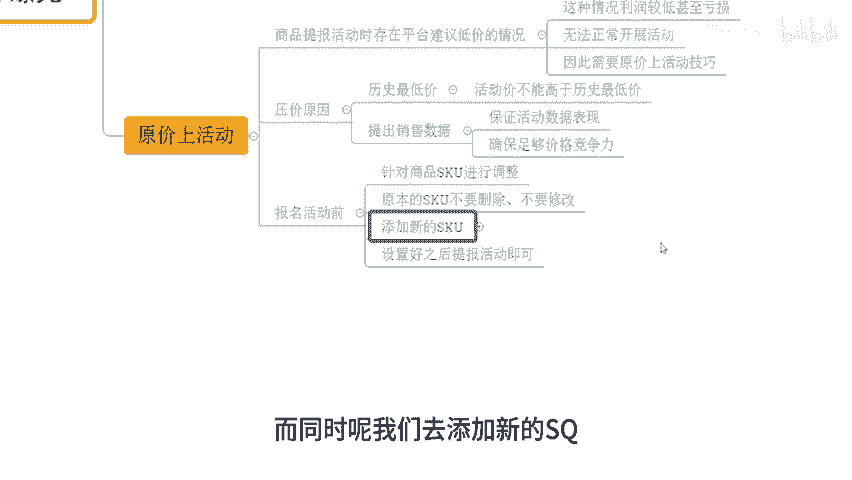 这种情况利润较低甚至亏损
商品提报活动时存在平台建议低价的情况
无法正常开展活动
因此需要原价上活动技巧
历史最低价
活动价不能高于历史最低价
压价原因
保证活动数据表现
提出销售数据
确保足够价格竞争力
原价上活动
针对商品SKU进行调整
原本的SKU不要删除、不要修改
报名活动前
添加新的SKU
设置好之后提报活动即可
而同时呢我们去添加新的SQ